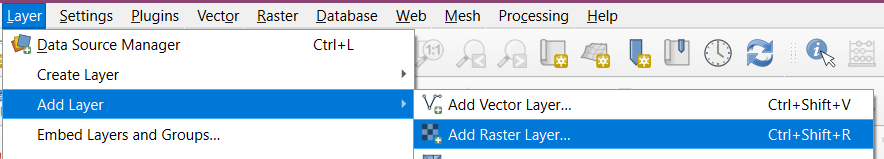 Layer Settings Plugins Vector Raster Database Web Mesh Processing Help
Data Source Manager Ctrl+L
Create Layer
Add Layer
Embed Layers and Groups...
Add Vector Layer... Ctrl+Shift+V
Add Raster Layer... Ctrl+Shift+R
1:1